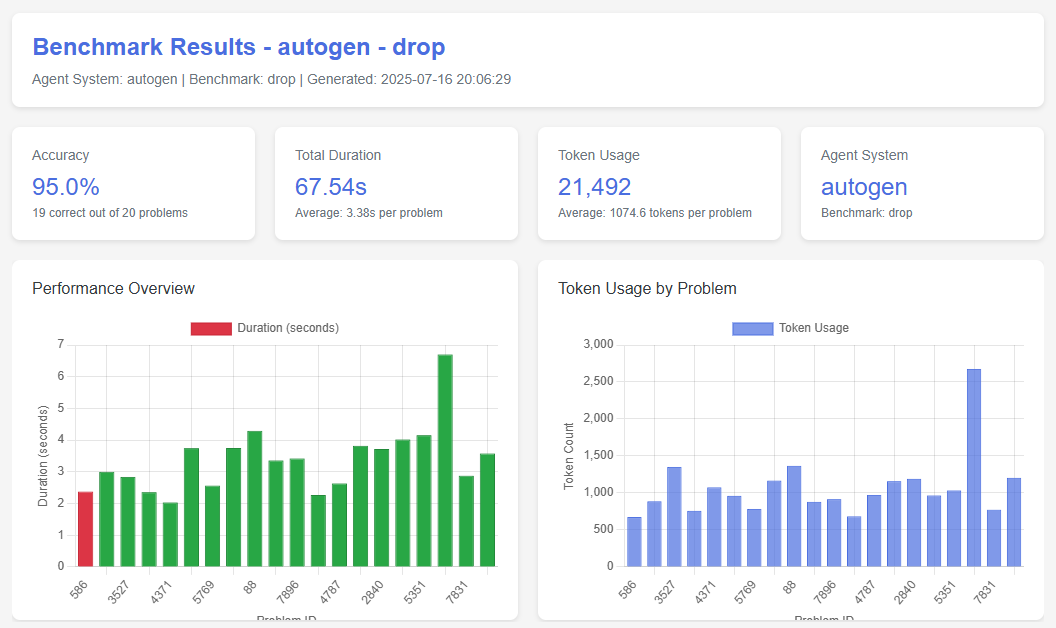 Benchmark Results - autogen - drop
Agent System: autogen | Benchmark: drop | Generated: 2025-07-16 20:06:29
Accuracy
95.0%
19 correct out of 20 problems
Total Duration
67.54s
Average: 3.38s per problem
Token Usage
21,492
Average: 1074.6 tokens per problem
Agent System
autogen
Benchmark: drop
Performance Overview
Duration (seconds)
7
6
5
4
3
2
1
0
Duration (seconds)
586
3527
4371
5769
88
7896
4787
2840
5351
7831
Problem ID
Token Usage by Problem
Token Usage
3,000
2,500
2,000
1,500
1,000
500
0
Token Count
586
3527
4371
5769
88
7896
4787
2840
5351
7831
Problem ID